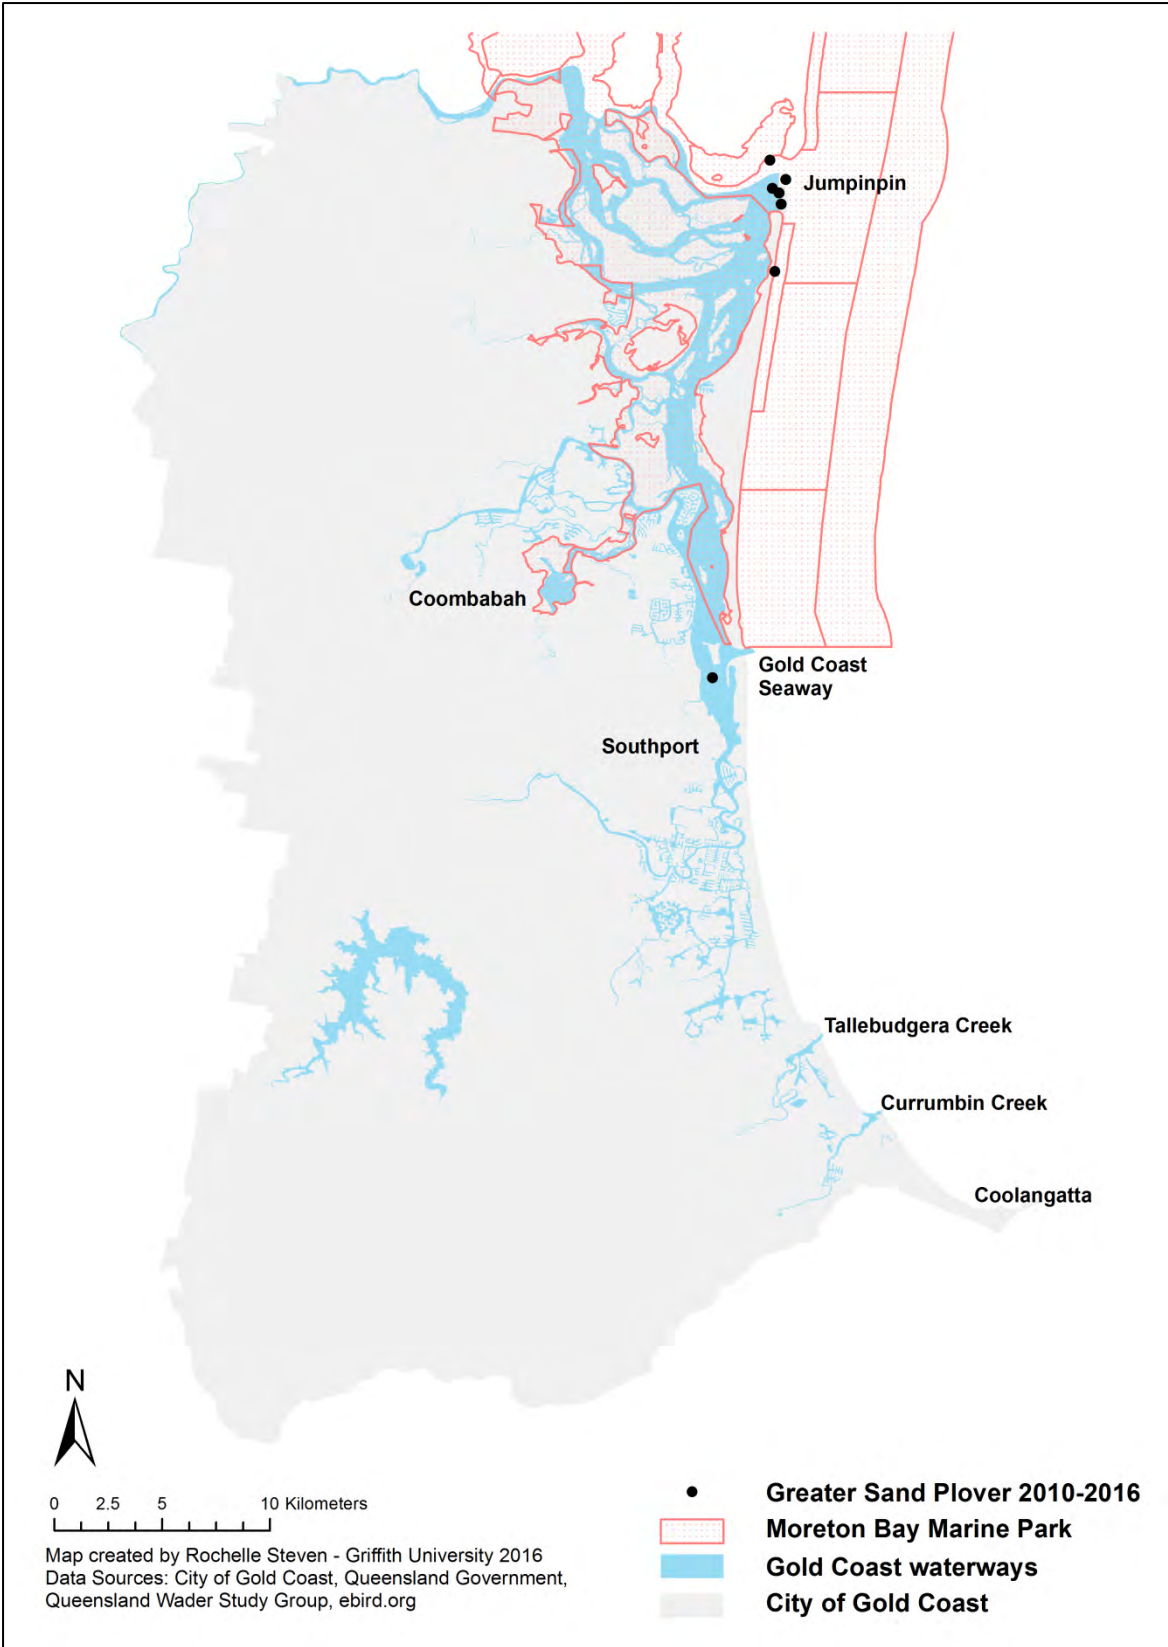 Jumpinpin
Coombabah
Gold Coast
Seaway
Southport
Tallebudgera Creek
Currumbin Creek
Coolangatta
N
0 2.5 5 10 Kilometers
Map created by Rochelle Steven - Griffith University 2016
Data Sources: City of Gold Coast, Queensland Government,
Queensland Wader Study Group, ebird.org
Greater Sand Plover 2010-2016
Moreton Bay Marine Park
Gold Coast waterways
City of Gold Coast